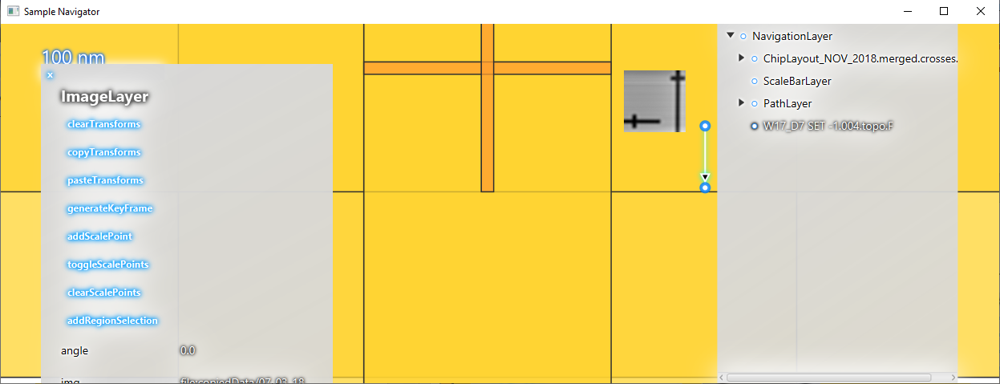 Sample Navigator
100 nm
x
ImageLayer
clearTransforms
copyTransforms
pasteTransforms
generateKeyFrame
addScalePoint
toggleScalePoints
clearScalePoints
addRegionSelection
angle 0.0
img
NavigationLayer
ChipLayout_NOV_2018.merged.crosses.
ScaleBarLayer
PathLayer
W17_D7 SET -1.004.topo.F